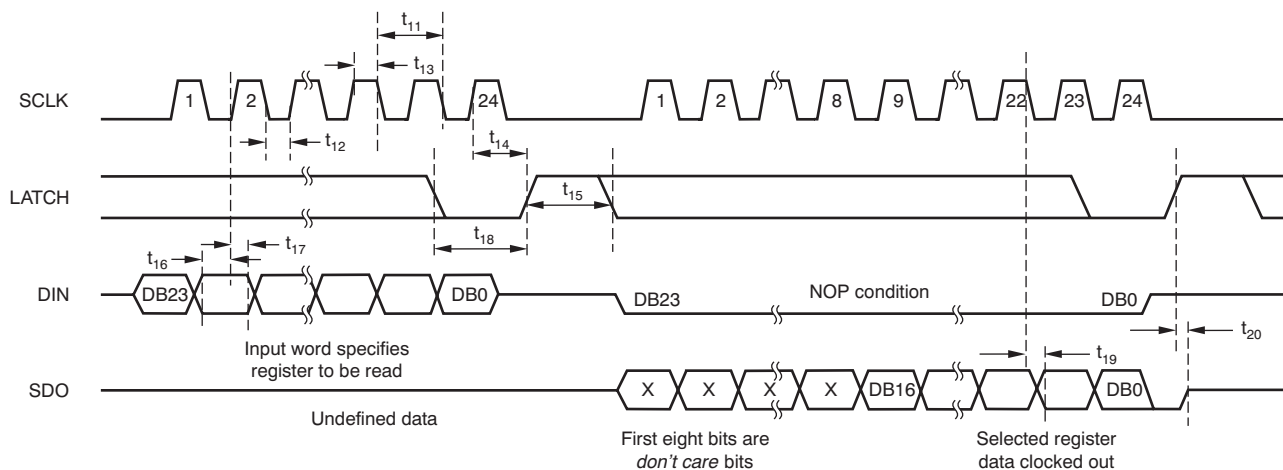 t11
t13
SCLK
1
2
24
1
2
8
9
22
23
24
t12
t14
LATCH
t15
t18
t17
t16
DIN
DB23
DB0
DB23
NOP condition
DB0
t20
Input word specifies
register to be read
t19
SDO
X
X
X
X
DB16
DB0
Undefined data
First eight bits are
don't care bits
Selected register
data clocked out